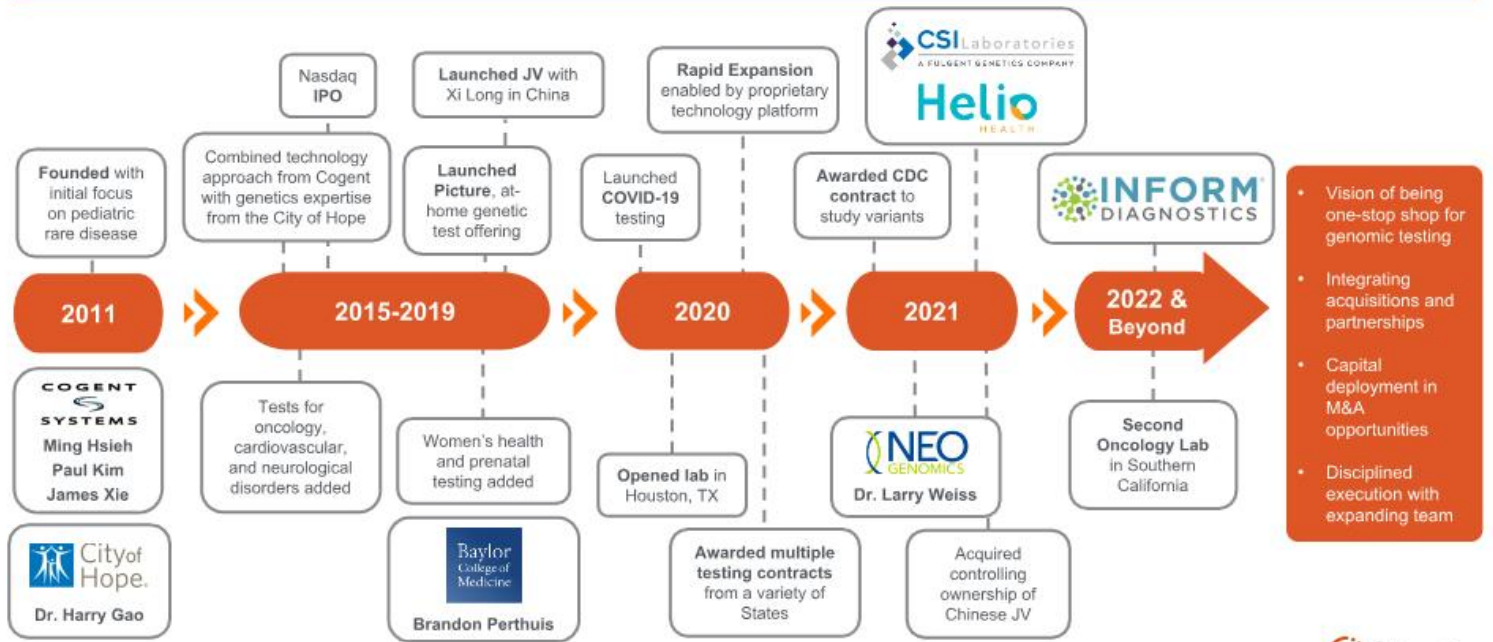 Founded with
initial focus
on pediatric
rare disease
Nasdaq
IPO
Combined technology
approach from Cogent
with genetics expertise
from the City of Hope
Launched JV with
Xi Long in China
Launched
Picture, at-
home genetic
test offering
Launched
COVID-19
testing
Rapid Expansion
enabled by proprietary
technology platform
Awarded CDC
contract to
study variants
CSI Laboratories
A FULGENT GENETICS COMPANY
Helio
HEALTH
INFORM
DIAGNOSTICS
2011
2015-2019
2020
2021
2022 &
Beyond
COGENT
SYSTEMS
Ming Hsieh
Paul Kim
James Xie
City of
Hope.
Dr. Harry Gao
Tests for
oncology,
cardiovascular,
and neurological
disorders added
Women's health
and prenatal
testing added
Baylor
College of
Medicine
Brandon Perthuis
Opened lab in
Houston, TX
Awarded multiple
testing contracts
from a variety of
States
NEO
GENOMICS
Dr. Larry Weiss
Acquired
controlling
ownership of
Chinese JV
Second
Oncology Lab
in Southern
California
• Vision of being
one-stop shop for
genomic testing
• Integrating
acquisitions and
partnerships
• Capital
deployment in
M&A
opportunities
• Disciplined
execution with
expanding team